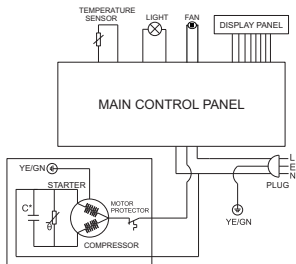 TEMPERATURE
SENSOR
LIGHT
FAN
DISPLAY PANEL
MAIN CONTROL PANEL
L
E
N
PLUG
YE/GN
YE/GN
STARTER
C*
θ
MOTOR
PROTECTOR
COMPRESSOR